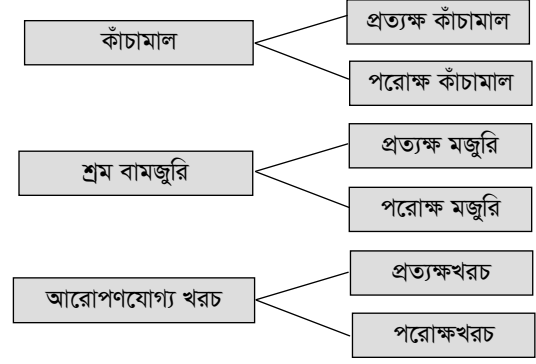 কাঁচামাল
প্রত্যক্ষ কাঁচামাল
পরোক্ষ কাঁচামাল
শ্রম বামজুরি
প্রত্যক্ষ মজুরি
পরোক্ষ মজুরি
আরোপণযোগ্য খরচ
প্রত্যক্ষখরচ
পরোক্ষখরচ